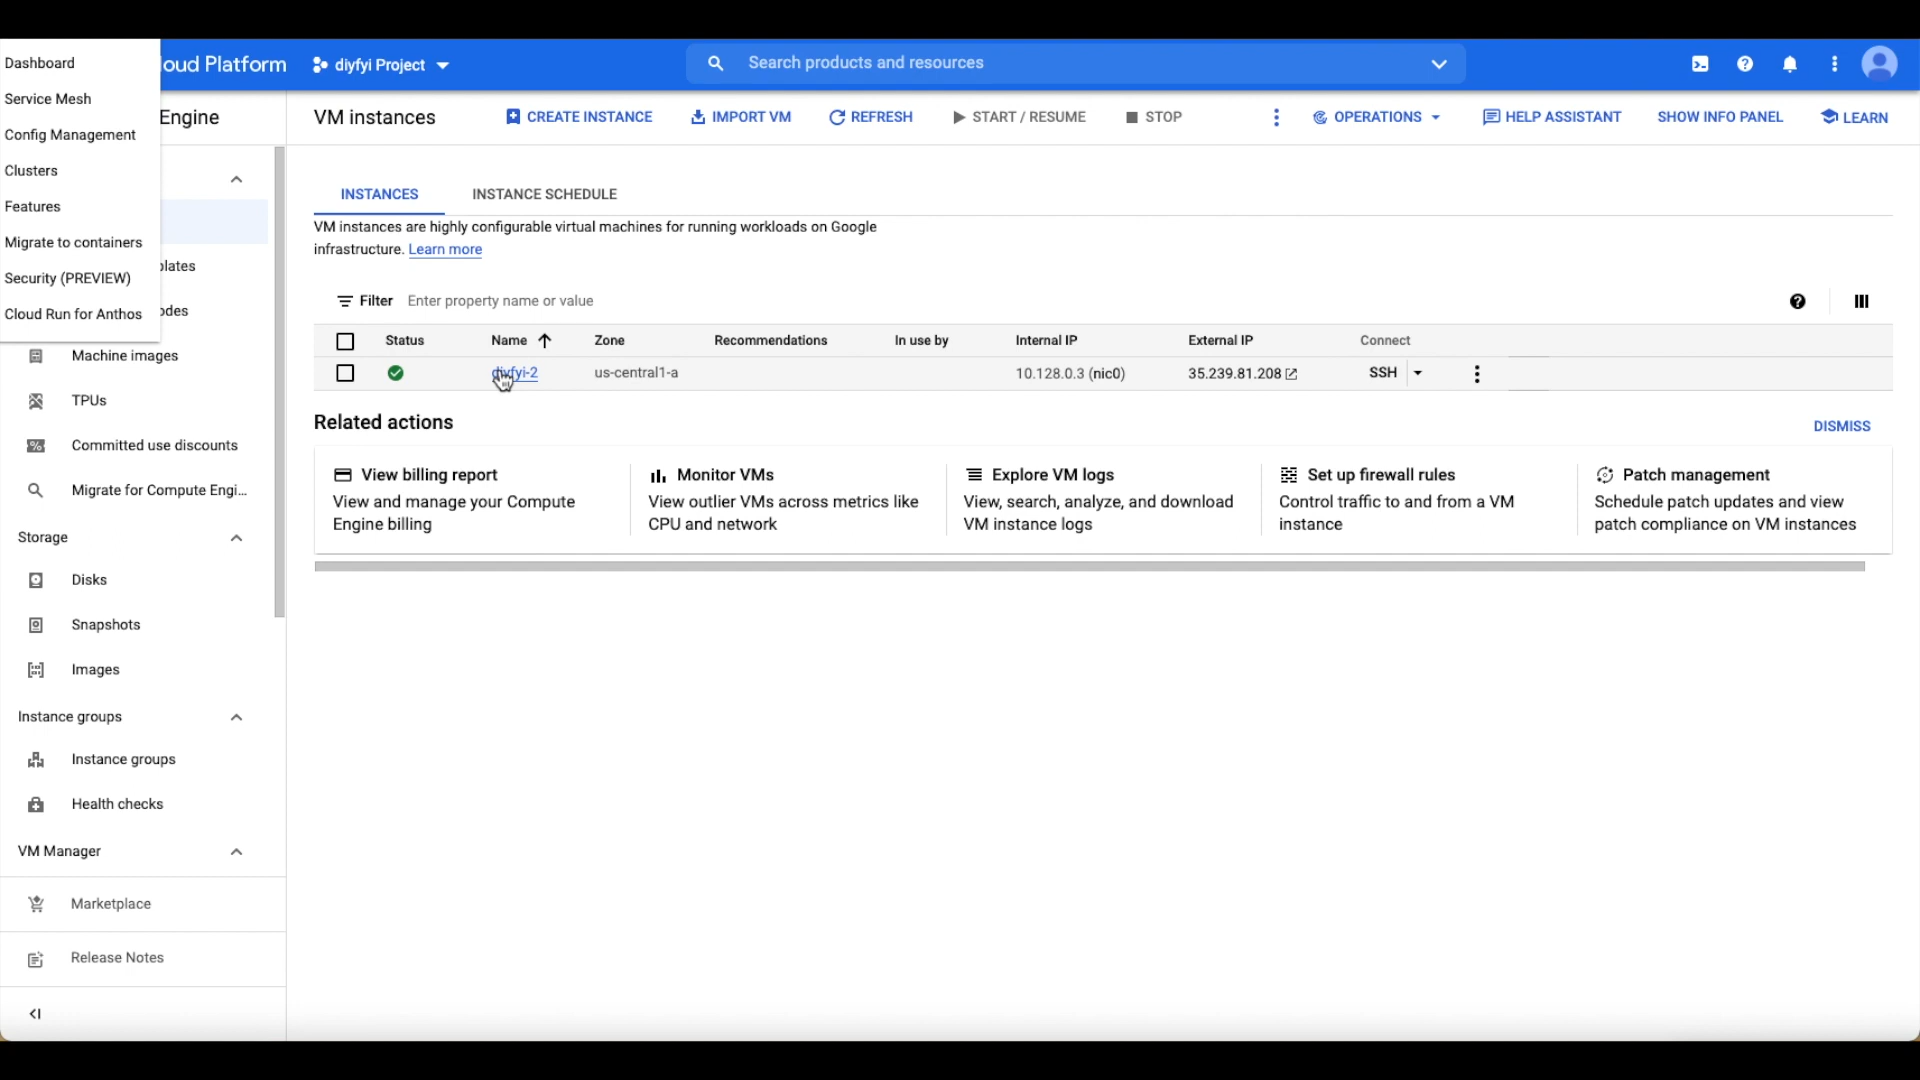 Dashboard
Service Mesh
Config Management
Clusters
Features
Migrate to containers
Security (PREVIEW)
Cloud Run for Anthos
loud Platform
diyfyi Project
Search products and resources
Engine
VM instances
CREATE INSTANCE
IMPORT VM
REFRESH
START / RESUME
STOP
OPERATIONS
HELP ASSISTANT
SHOW INFO PANEL
LEARN
plates
odes
Machine images
TPUs
Committed use discounts
Migrate for Compute Engi...
Storage
Disks
Snapshots
Images
Instance groups
Instance groups
Health checks
VM Manager
Marketplace
Release Notes
INSTANCES
INSTANCE SCHEDULE
VM instances are highly configurable virtual machines for running workloads on Google
infrastructure. Learn more
Filter Enter property name or value
Status Name Zone Recommendations In use by Internal IP External IP Connect
diyfyi-2 us-central1-a 10.128.0.3 (nic0) 35.239.81.208 SSH
Related actions
DISMISS
View billing report
View and manage your Compute
Engine billing
Monitor VMs
View outlier VMs across metrics like
CPU and network
Explore VM logs
View, search, analyze, and download
VM instance logs
Set up firewall rules
Control traffic to and from a VM
instance
Patch management
Schedule patch updates and view
patch compliance on VM instances